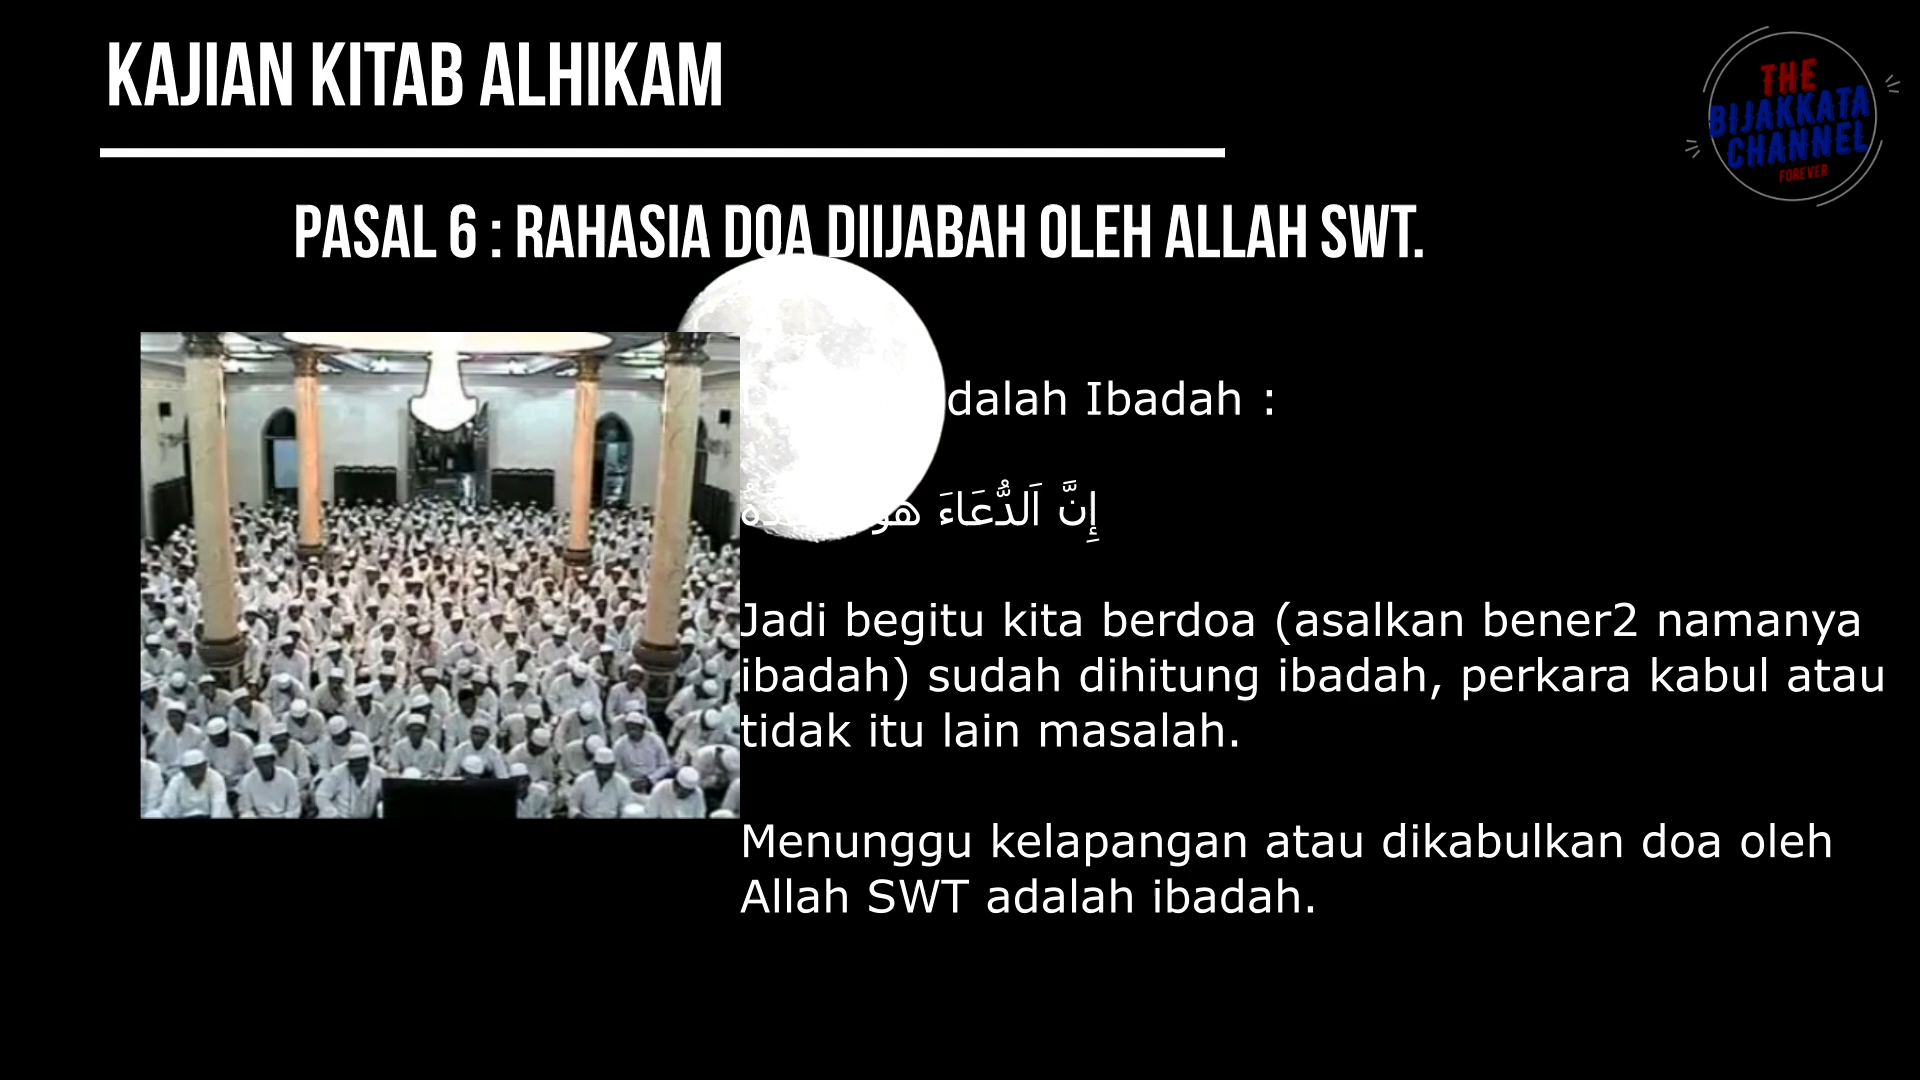 KAJIAN KITAB ALHIKAM
THE
BIJAKKATA
CHANNEL
FOREVER
PASAL 6 : RAHASIA DOA DIIJABAH OLEH ALLAH SWT.
Ibadah :
إِنَّ اَلدُّعَاءَ
Jadi begitu kita berdoa (asalkan bener2 namanya
ibadah) sudah dihitung ibadah, perkara kabul atau
tidak itu lain masalah.
Menunggu kelapangan atau dikabulkan doa oleh
Allah SWT adalah ibadah.